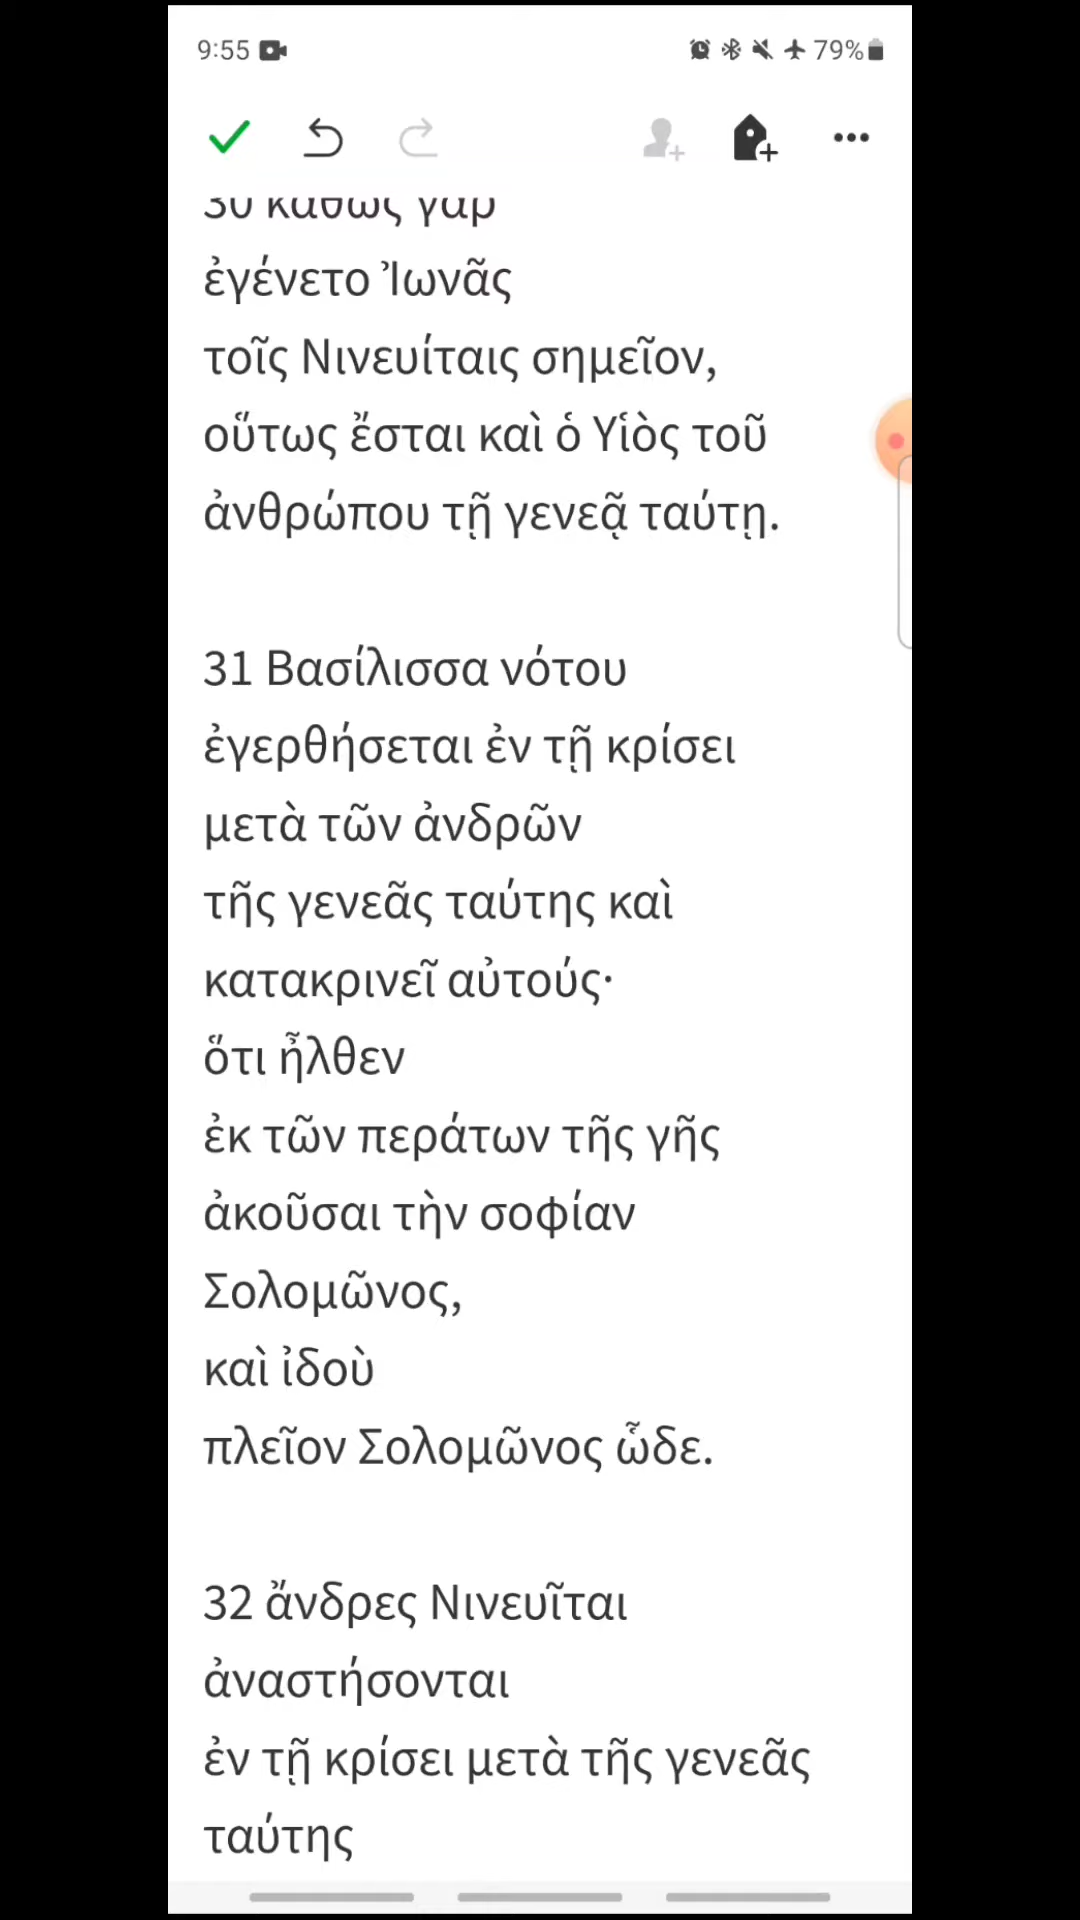 9:55 79%
30 καθὼς γὰρ
ἐγένετο Ἰωνᾶς
τοῖς Νινευίταις σημεῖον,
οὕτως ἔσται καὶ ὁ Υἱὸς τοῦ
ἀνθρώπου τῇ γενεᾷ ταύτῃ.
31 Βασίλισσα νότου
ἐγερθήσεται ἐν τῇ κρίσει
μετὰ τῶν ἀνδρῶν
τῆς γενεᾶς ταύτης καὶ
κατακρινεῖ αὐτούς·
ὅτι ἦλθεν
ἐκ τῶν περάτων τῆς γῆς
ἀκοῦσαι τὴν σοφίαν
Σολομῶνος,
καὶ ἰδοὺ
πλεῖον Σολομῶνος ὧδε.
32 ἄνδρες Νινευῖται
ἀναστήσονται
ἐν τῇ κρίσει μετὰ τῆς γενεᾶς
ταύτης